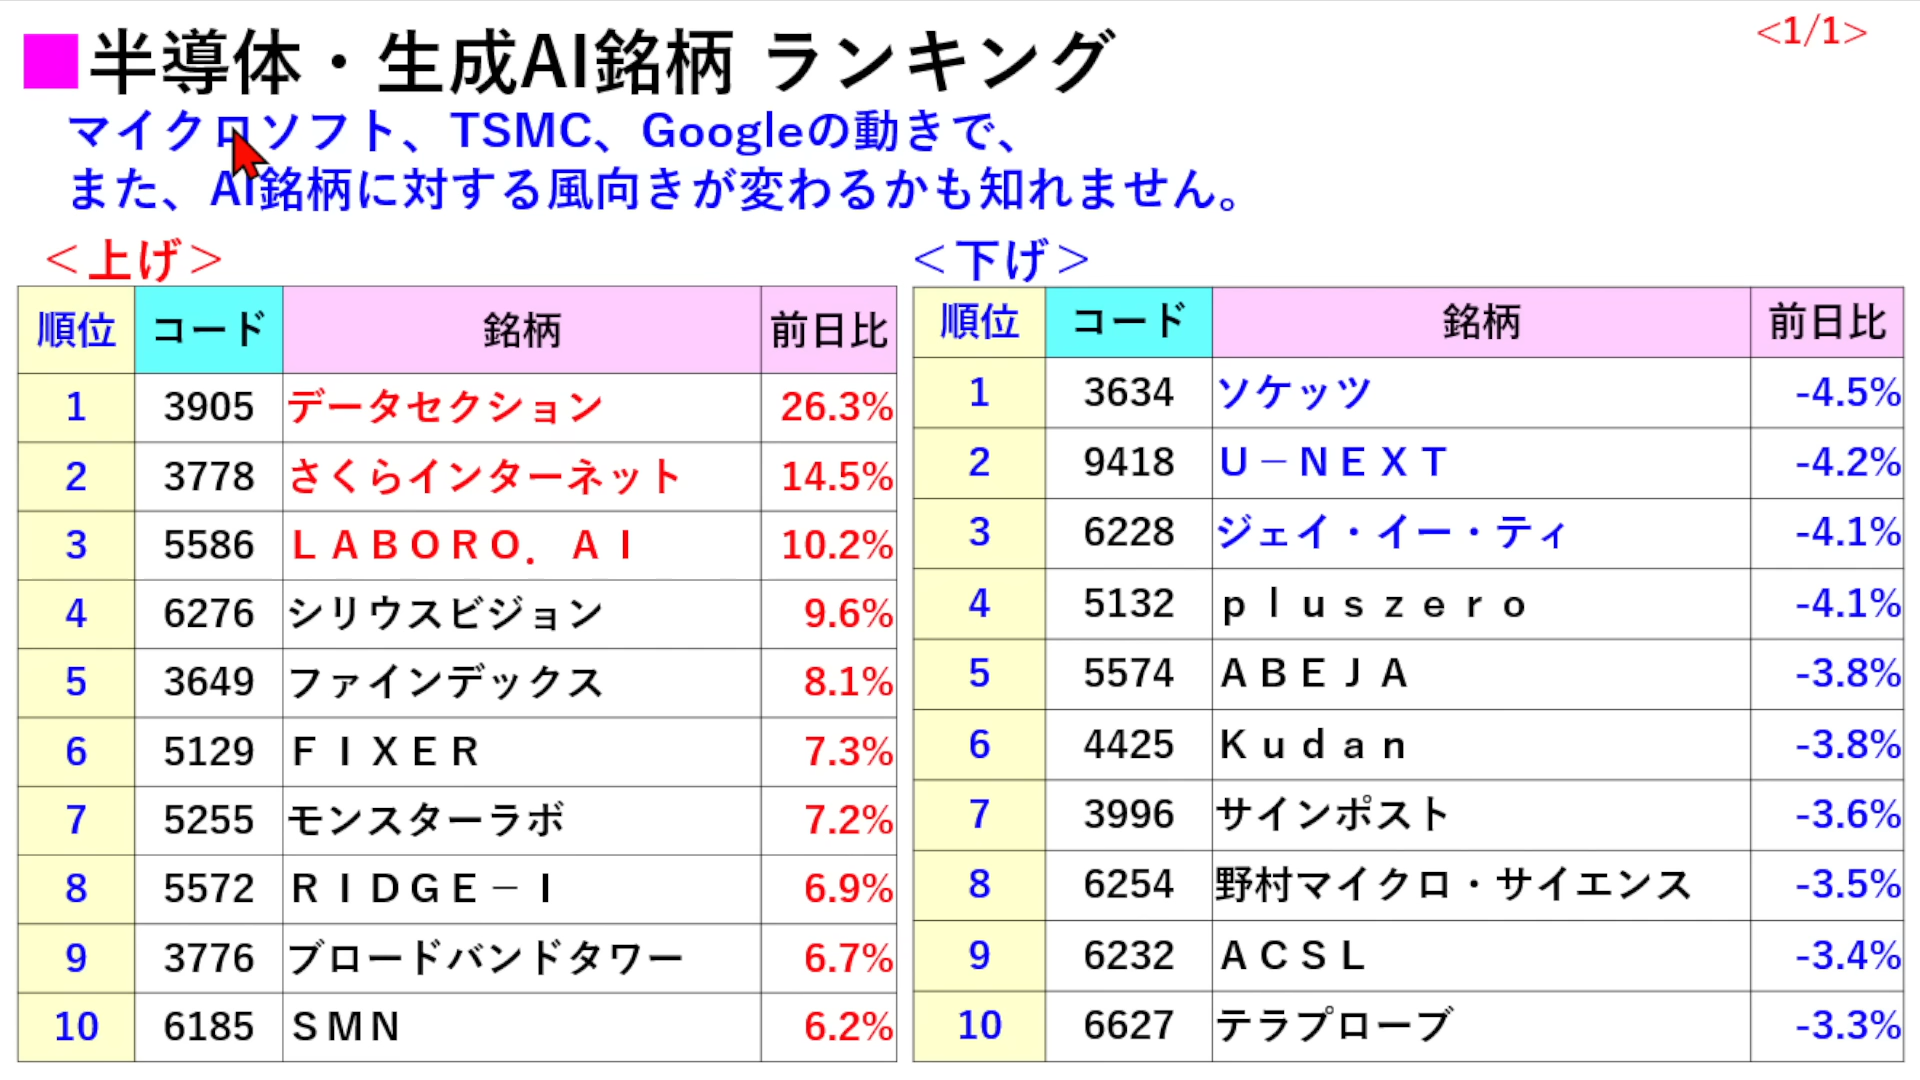 ■半導体・生成AI銘柄 ランキング
<1/1>
マイクロソフト、TSMC、Googleの動きで、
また、AI銘柄に対する風向きが変わるかも知れません。
＜上げ＞
順位 コード 銘柄 前日比
1 3905 データセクション 26.3%
2 3778 さくらインターネット 14.5%
3 5586 ＬＡＢＯＲＯ．ＡＩ 10.2%
4 6276 シリウスビジョン 9.6%
5 3649 ファインデックス 8.1%
6 5129 ＦＩＸＥＲ 7.3%
7 5255 モンスターラボ 7.2%
8 5572 ＲＩＤＧＥ－Ｉ 6.9%
9 3776 ブロードバンドタワー 6.7%
10 6185 ＳＭＮ 6.2%
＜下げ＞
順位 コード 銘柄 前日比
1 3634 ソケッツ -4.5%
2 9418 Ｕ－ＮＥＸＴ -4.2%
3 6228 ジェイ・イー・ティ -4.1%
4 5132 ｐｌｕｓｚｅｒｏ -4.1%
5 5574 ＡＢＥＪＡ -3.8%
6 4425 Ｋｕｄａｎ -3.8%
7 3996 サインポスト -3.6%
8 6254 野村マイクロ・サイエンス -3.5%
9 6232 ＡＣＳＬ -3.4%
10 6627 テラプローブ -3.3%